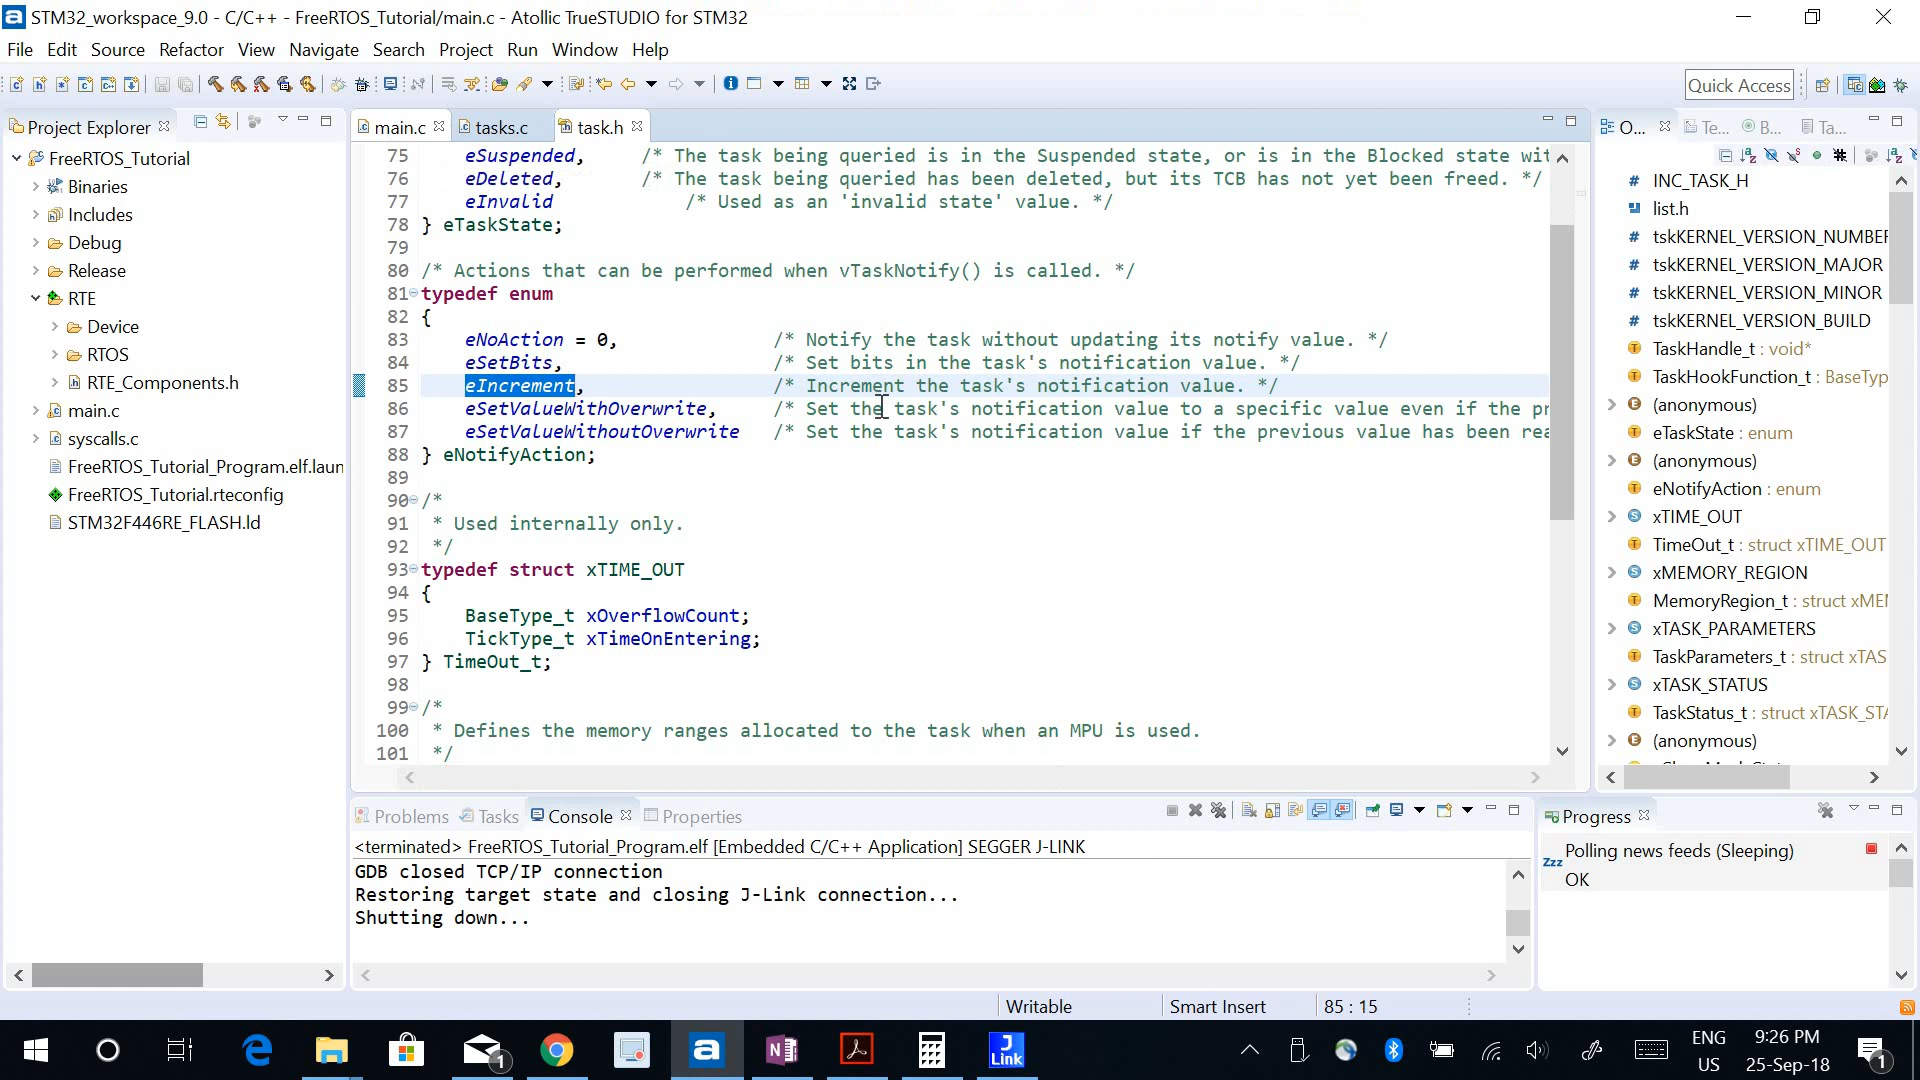 STM32_workspace_9.0 - C/C++ - FreeRTOS_Tutorial/main.c - Atollic TrueSTUDIO for STM32
File Edit Source Refactor View Navigate Search Project Run Window Help
Quick Access
Project Explorer
FreeRTOS_Tutorial
Binaries
Includes
Debug
Release
RTE
Device
RTOS
RTE_Components.h
main.c
syscalls.c
FreeRTOS_Tutorial_Program.elf.laun
FreeRTOS_Tutorial.rteconfig
STM32F446RE_FLASH.ld
main.c tasks.c task.h
75 eSuspended, /* The task being queried is in the Suspended state, or is in the Blocked state wit
76 eDeleted, /* The task being queried has been deleted, but its TCB has not yet been freed. */
77 eInvalid /* Used as an 'invalid state' value. */
78 } eTaskState;
79
80 /* Actions that can be performed when vTaskNotify() is called. */
81 typedef enum
82 {
83 eNoAction = 0, /* Notify the task without updating its notify value. */
84 eSetBits, /* Set bits in the task's notification value. */
85 eIncrement, /* Increment the task's notification value. */
86 eSetValueWithOverwrite, /* Set the task's notification value to a specific value even if the pr
87 eSetValueWithoutOverwrite /* Set the task's notification value if the previous value has been rea
88 } eNotifyAction;
89
90 /*
91 * Used internally only.
92 */
93 typedef struct xTIME_OUT
94 {
95 BaseType_t xOverflowCount;
96 TickType_t xTimeOnEntering;
97 } TimeOut_t;
98
99 /*
100 * Defines the memory ranges allocated to the task when an MPU is used.
101 */
O... Te... B... Ta...
INC_TASK_H
list.h
tskKERNEL_VERSION_NUMBER
tskKERNEL_VERSION_MAJOR
tskKERNEL_VERSION_MINOR
tskKERNEL_VERSION_BUILD
TaskHandle_t : void*
TaskHookFunction_t : BaseTyp
(anonymous)
eTaskState : enum
(anonymous)
eNotifyAction : enum
xTIME_OUT
TimeOut_t : struct xTIME_OUT
xMEMORY_REGION
MemoryRegion_t : struct xMEI
xTASK_PARAMETERS
TaskParameters_t : struct xTAS
xTASK_STATUS
TaskStatus_t : struct xTASK_STA
(anonymous)
Problems Tasks Console Properties
<terminated> FreeRTOS_Tutorial_Program.elf [Embedded C/C++ Application] SEGGER J-LINK
GDB closed TCP/IP connection
Restoring target state and closing J-Link connection...
Shutting down...
Progress
Polling news feeds (Sleeping)
OK
Writable Smart Insert 85 : 15
J
Link
ENG
US
9:26 PM
25-Sep-18
1
1